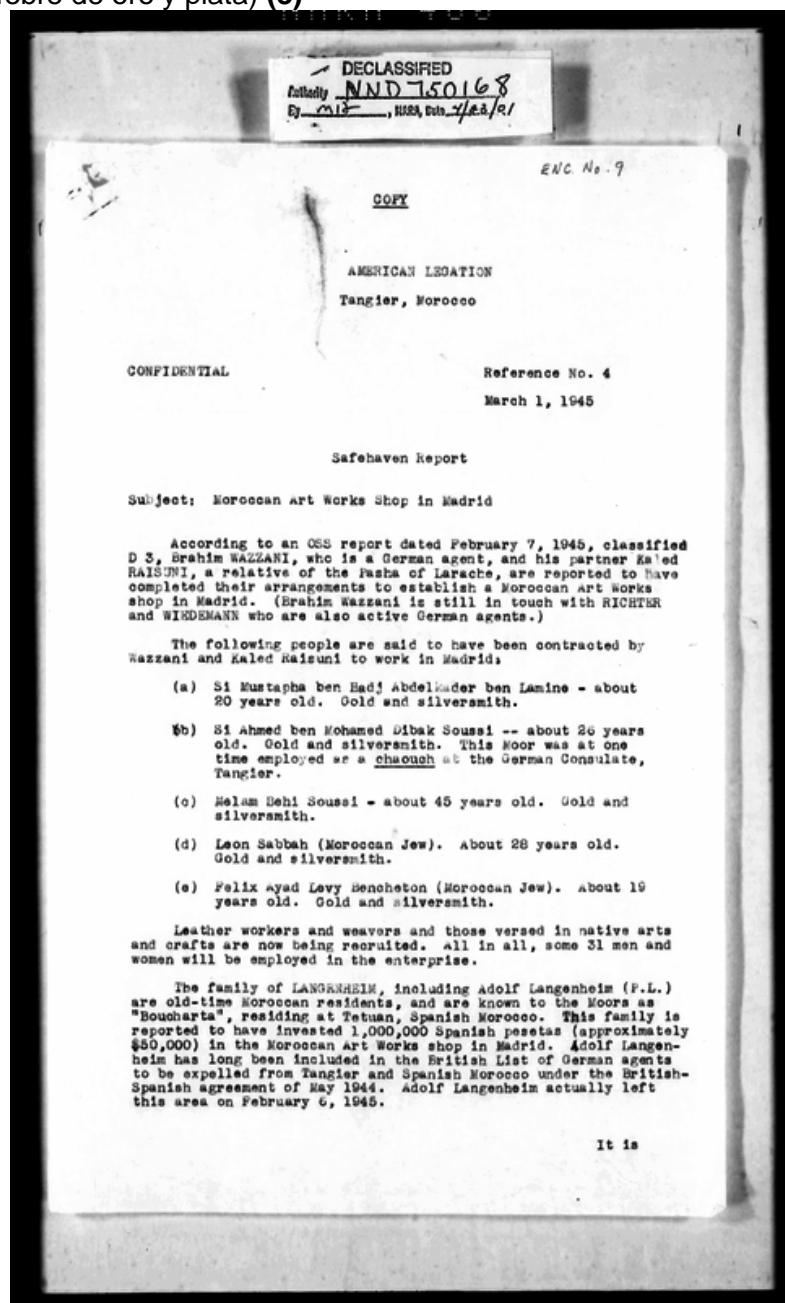 obre de oro y plata) (8)
DECLASSIFIED
Authority NND 750168
By MIF, NARA, Date 4/23/01
ENC. No. 9
COPY
AMERICAN LEGATION
Tangier, Morocco
CONFIDENTIAL
Reference No. 4
March 1, 1945
Safehaven Report
Subject: Moroccan Art Works Shop in Madrid
According to an OSS report dated February 7, 1945, classified
D 3, Brahim WAZZANI, who is a German agent, and his partner Kaled
RAISUNI, a relative of the Pasha of Larache, are reported to have
completed their arrangements to establish a Moroccan Art Works
shop in Madrid. (Brahim Wazzani is still in touch with RICHTER
and WIEDEMANN who are also active German agents.)
The following people are said to have been contracted by
Wazzani and Kaled Raisuni to work in Madrid:
(a) Si Mustapha ben Hadj Abdelkader ben Lamine - about
20 years old. Gold and silversmith.
(b) Si Ahmed ben Mohamed Dibak Soussi -- about 26 years
old. Gold and silversmith. This Moor was at one
time employed as a chaouch at the German Consulate,
Tangier.
(c) Melam Behi Soussi - about 45 years old. Gold and
silversmith.
(d) Leon Sabbah (Moroccan Jew). About 28 years old.
Gold and silversmith.
(e) Felix Ayad Levy Bencheton (Moroccan Jew). About 19
years old. Gold and silversmith.
Leather workers and weavers and those versed in native arts
and crafts are now being recruited. All in all, some 31 men and
women will be employed in the enterprise.
The family of LANGENHEIM, including Adolf Langenheim (P.L.)
are old-time Moroccan residents, and are known to the Moors as
"Boucharta", residing at Tetuan, Spanish Morocco. This family is
reported to have invested 1,000,000 Spanish pesetas (approximately
$50,000) in the Moroccan Art Works shop in Madrid. Adolf Langen-
heim has long been included in the British List of German agents
to be expelled from Tangier and Spanish Morocco under the British-
Spanish agreement of May 1944. Adolf Langenheim actually left
this area on February 6, 1945.
It is